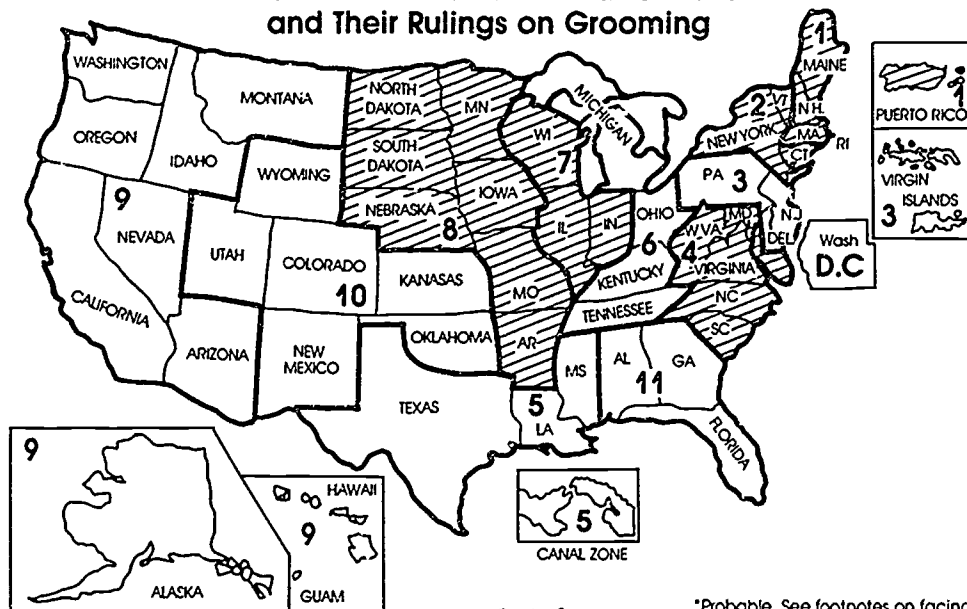 and Their Rulings on Grooming
WASHINGTON
OREGON
IDAHO
MONTANA
WYOMING
9
NEVADA
UTAH
CALIFORNIA
ARIZONA
COLORADO
10
NEW
MEXICO
NORTH
DAKOTA
SOUTH
DAKOTA
NEBRASKA
8
KANASAS
OKLAHOMA
TEXAS
MN
IOWA
MO
AR
5
LA
WI
7
IL
IN
MICHIGAN
OHIO
6
KENTUCKY
TENNESSEE
MS
AL
11
GA
FLORIDA
1
MAINE
2
VT
N.H.
NEW YORK
MA
RI
CT
PA
3
NJ
DEL
MD
W.VA
4
VIRGINIA
NC
SC
Wash
D.C
1
PUERTO RICO
VIRGIN
ISLANDS
3
9
ALASKA
HAWAII
9
GUAM
5
CANAL ZONE
*Probable. See footnotes on facing